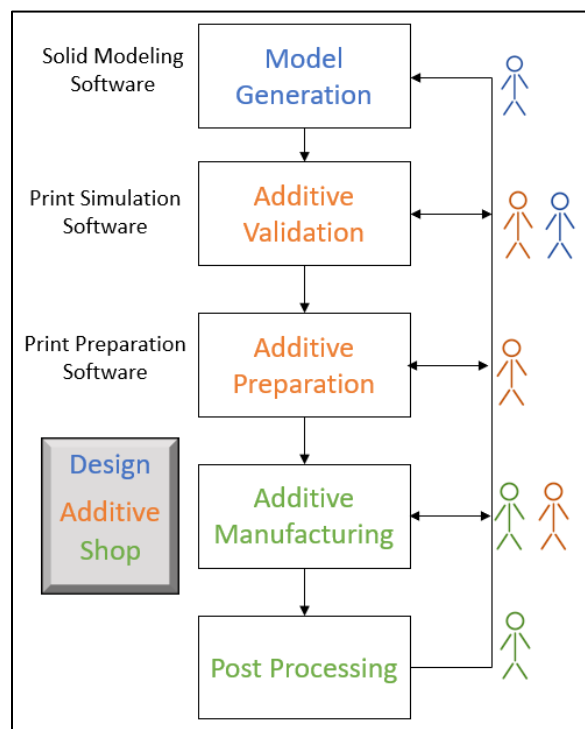 Solid Modeling
Software
Model
Generation
Print Simulation
Software
Additive
Validation
Print Preparation
Software
Additive
Preparation
Design
Additive
Shop
Additive
Manufacturing
Post Processing